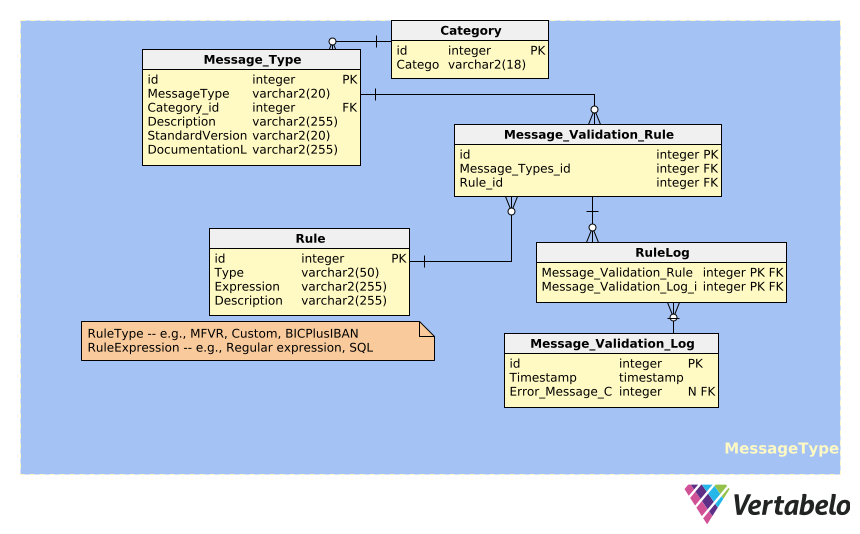 Category
id integer PK
Catego varchar2(18)
Message_Type
id integer PK
MessageType varchar2(20)
Category_id integer FK
Description varchar2(255)
StandardVersion varchar2(20)
DocumentationL varchar2(255)
Message_Validation_Rule
id integer PK
Message_Types_id integer FK
Rule_id integer FK
Rule
id integer PK
Type varchar2(50)
Expression varchar2(255)
Description varchar2(255)
RuleLog
Message_Validation_Rule integer PK FK
Message_Validation_Log_i integer PK FK
RuleType -- e.g., MFVR, Custom, BICPlusIBAN
RuleExpression -- e.g., Regular expression, SQL
Message_Validation_Log
id integer PK
Timestamp timestamp
Error_Message_C integer N FK
MessageType
Vertabelo